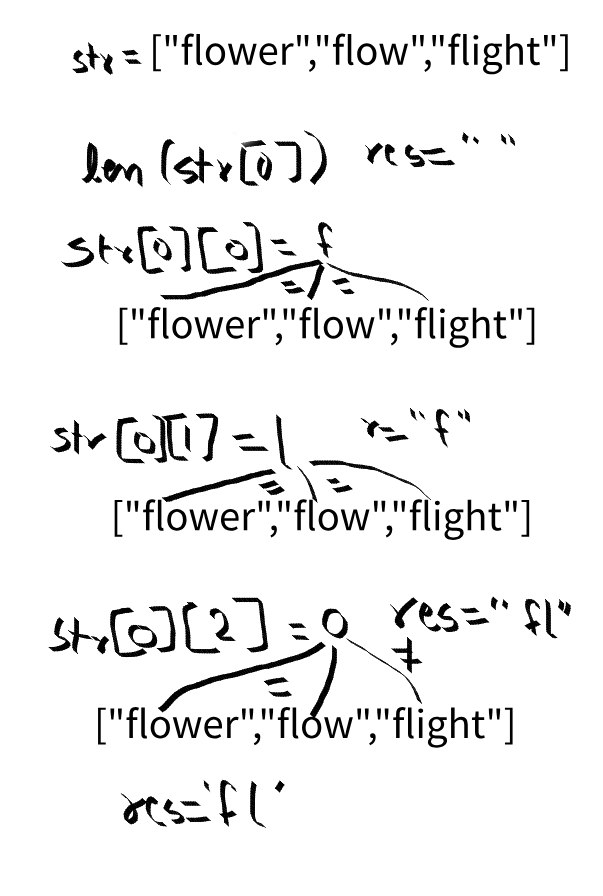 str = ["flower","flow","flight"]
len (str[0]) res=" "
str[0][0] = f
= =
["flower","flow","flight"]
str[0][1] = l r="f"
= =
["flower","flow","flight"]
str[0][2] = o res="fl"
= ≠
["flower","flow","flight"]
res='fl'